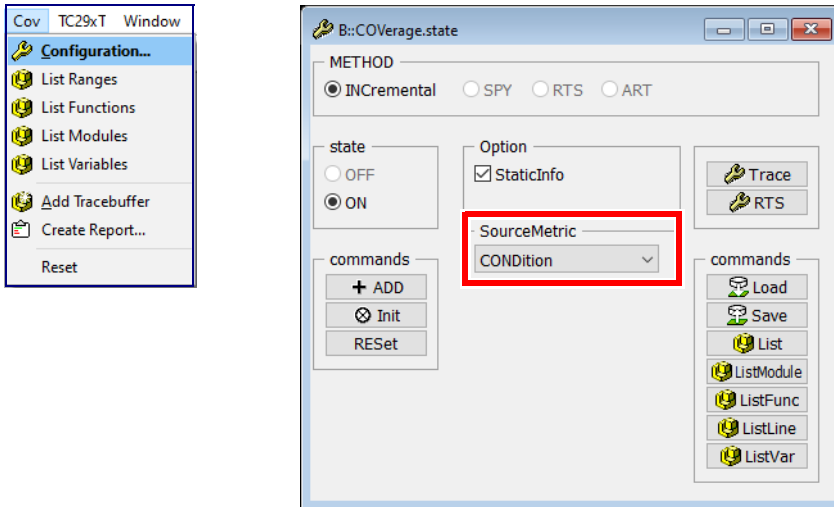 Cov TC29xT Window
Configuration...
List Ranges
List Functions
List Modules
List Variables
Add Tracebuffer
Create Report...
Reset
B::COVerage.state
METHOD
INCremental SPY RTS ART
state
OFF
ON
Option
StaticInfo
Trace
RTS
SourceMetric
CONDition
commands
ADD
Init
RESet
commands
Load
Save
List
ListModule
ListFunc
ListLine
ListVar